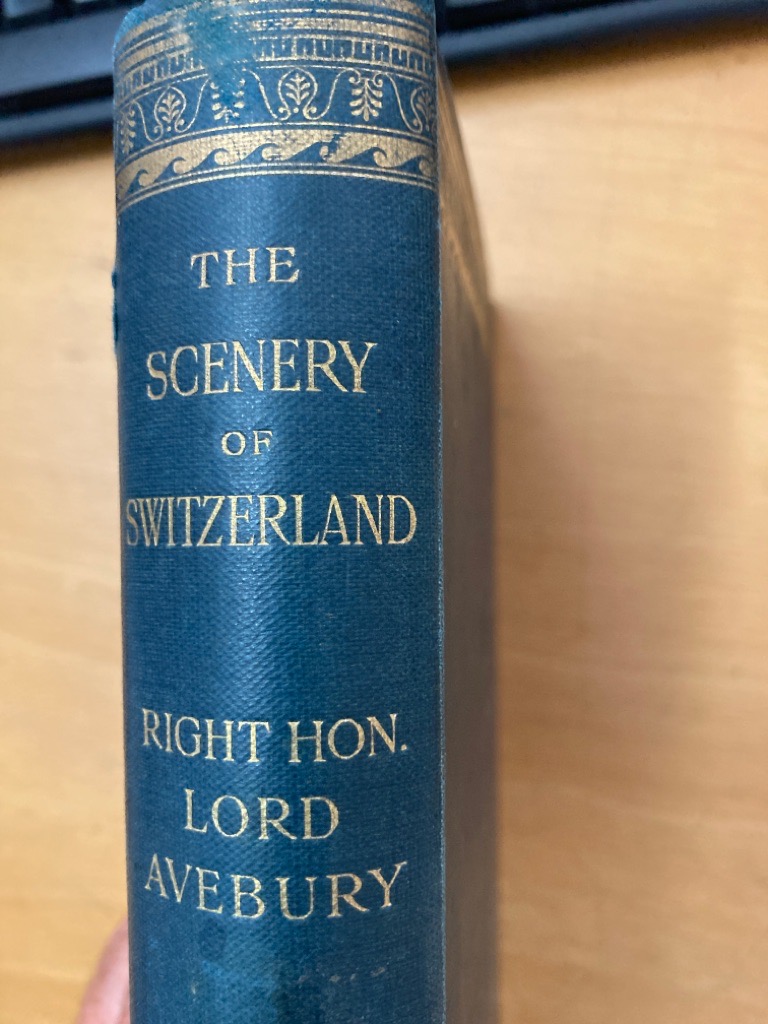 THE
SCENERY
OF
SWITZERLAND
RIGHT HON.
LORD
AVEBURY